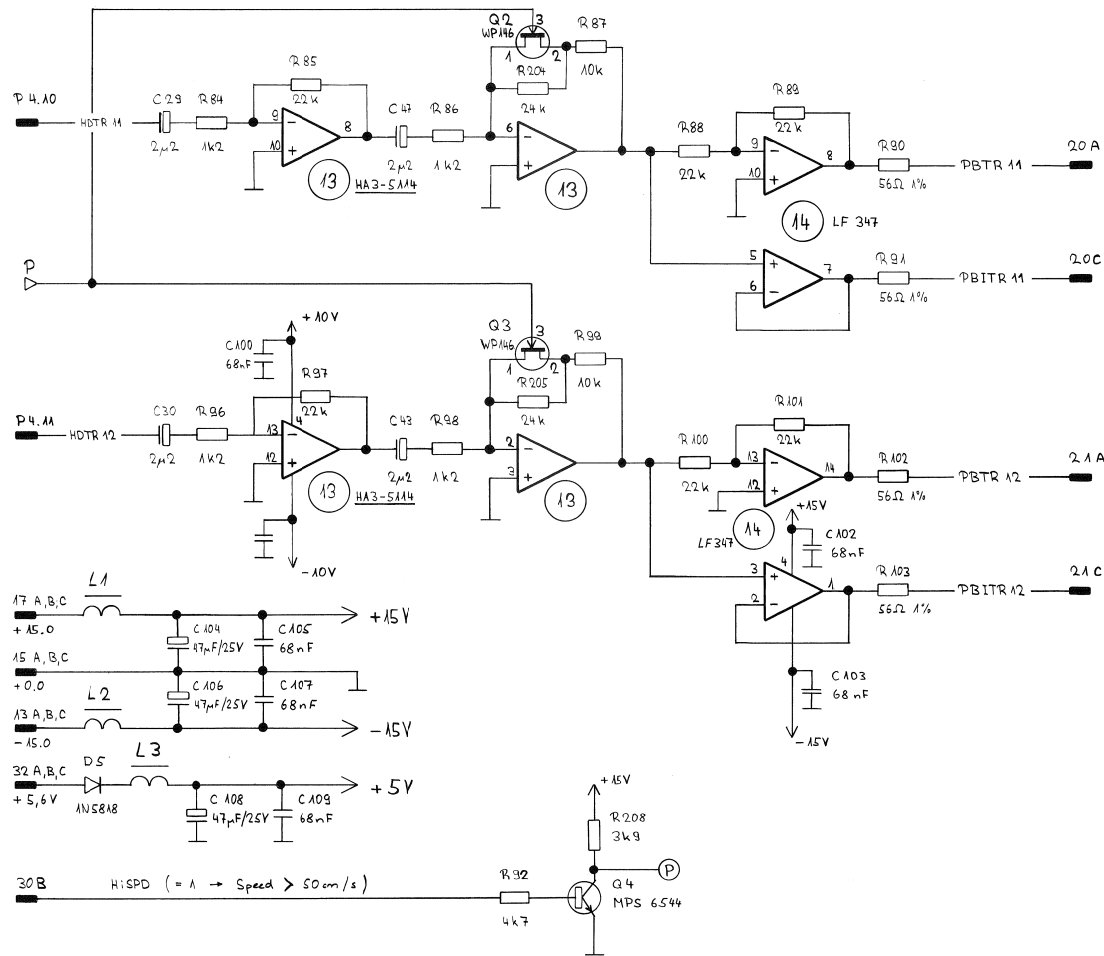 Q2 3 R87
WP146
1 2 10k
R85 R204
P 4.10 C29 R84 22k C47 R86 24k R89
HDTR 11 9 - 8 6 - R88 9 - 22k 8 R90 20A
2µ2 1k2 10 + 2µ2 1k2 + 22k 10 + 56Ω 1% PBTR 11
13 HA3-5114 13
14 LF 347
P 5 + 7 R91 20C
6 - 56Ω 1% PBITR 11
+10V Q3 3 R99
C100 WP146
68nF 1 2 10k
R97 R205
P4.11 C30 R96 22k 4 C43 R98 24k R101
HDTR 12 13 - 2 - R100 13 - 22k 14 R102 21A
2µ2 1k2 12 + 2µ2 1k2 3 + 22k 12 + 56Ω 1% PBTR 12
13 HA3-5114 13
14 +15V
LF347 C102
-10V 4 68nF
3 + 1 R103 21C
2 - 56Ω 1% PBITR 12
L1
17 A,B,C
+15.0 +15V
C104 C105
47µF/25V 68nF
15 A,B,C
+0.0
C106 C107
47µF/25V 68nF
C103
68nF
L2
13 A,B,C
-15.0 -15V
-15V
D5 L3
32 A,B,C
+5,6V 1N5818 +5V
C108 C109
47µF/25V 68nF
+15V
R208
3k9
P
30B HiSPD (=1 → Speed > 50cm/s) R92 Q4
4k7 MPS 6544